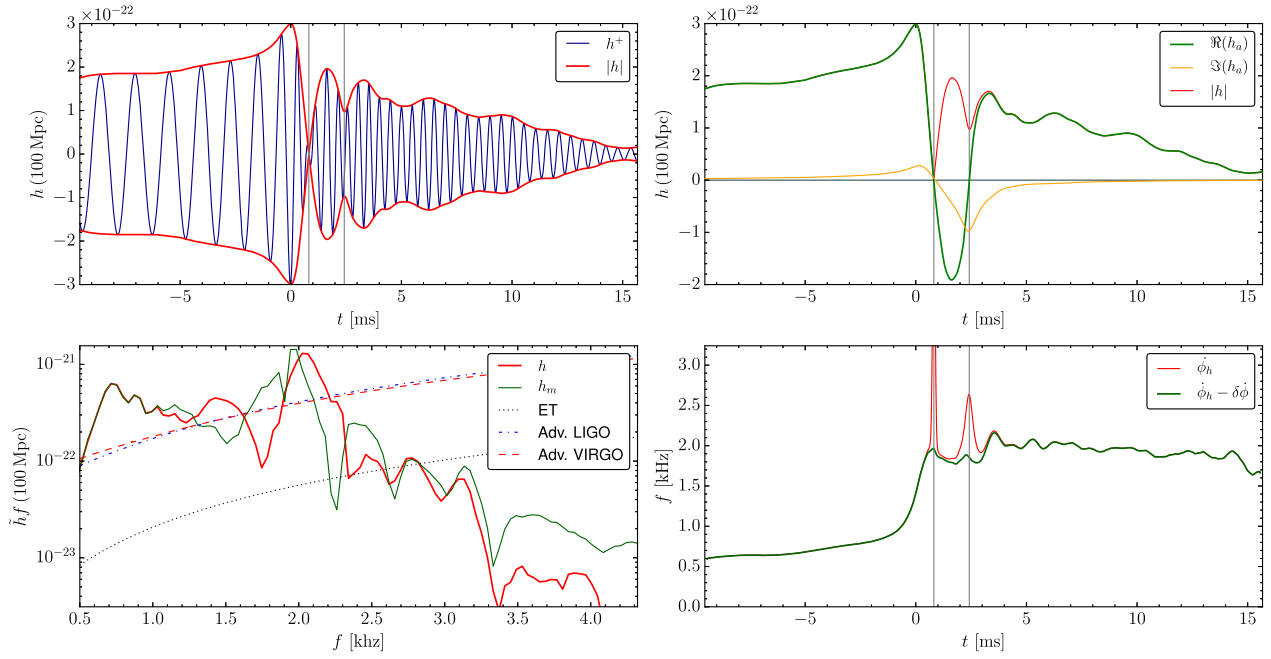 ×10−22
3
2
1
0
−1
−2
−3
h (100 Mpc)
−5
0
5
10
15
t [ms]
h+
|h|
×10−22
3
2
1
0
−1
−2
h (100 Mpc)
−5
0
5
10
15
t [ms]
ℜ(ha)
ℑ(ha)
|h|
10−21
10−22
10−23
h̃f (100 Mpc)
0.5
1.0
1.5
2.0
2.5
3.0
3.5
4.0
f [khz]
h
hm
ET
Adv. LIGO
Adv. VIRGO
3.0
2.5
2.0
1.5
1.0
0.5
0.0
f [kHz]
−5
0
5
10
15
t [ms]
ϕ̇h
ϕ̇h − δϕ̇